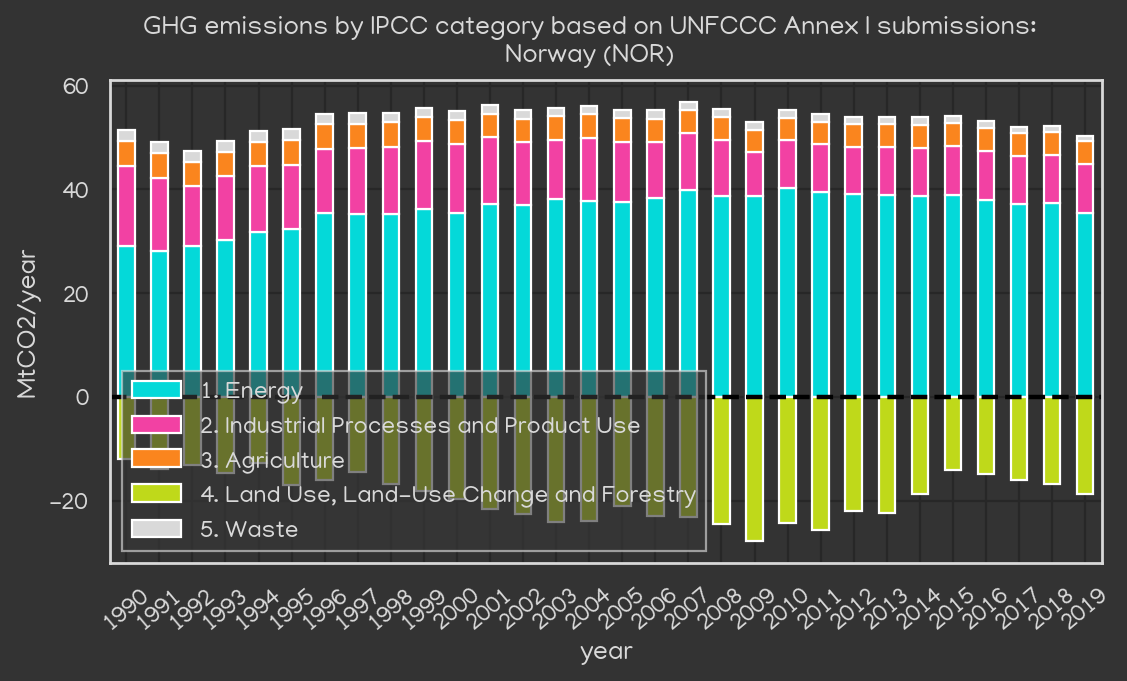 GHG emissions by IPCC category based on UNFCCC Annex I submissions:
Norway (NOR)
MtCO2/year
60
40
20
0
−20
1. Energy
2. Industrial Processes and Product Use
3. Agriculture
4. Land Use, Land-Use Change and Forestry
5. Waste
1990 1991 1992 1993 1994 1995 1996 1997 1998 1999 2000 2001 2002 2003 2004 2005 2006 2007 2008 2009 2010 2011 2012 2013 2014 2015 2016 2017 2018 2019
year